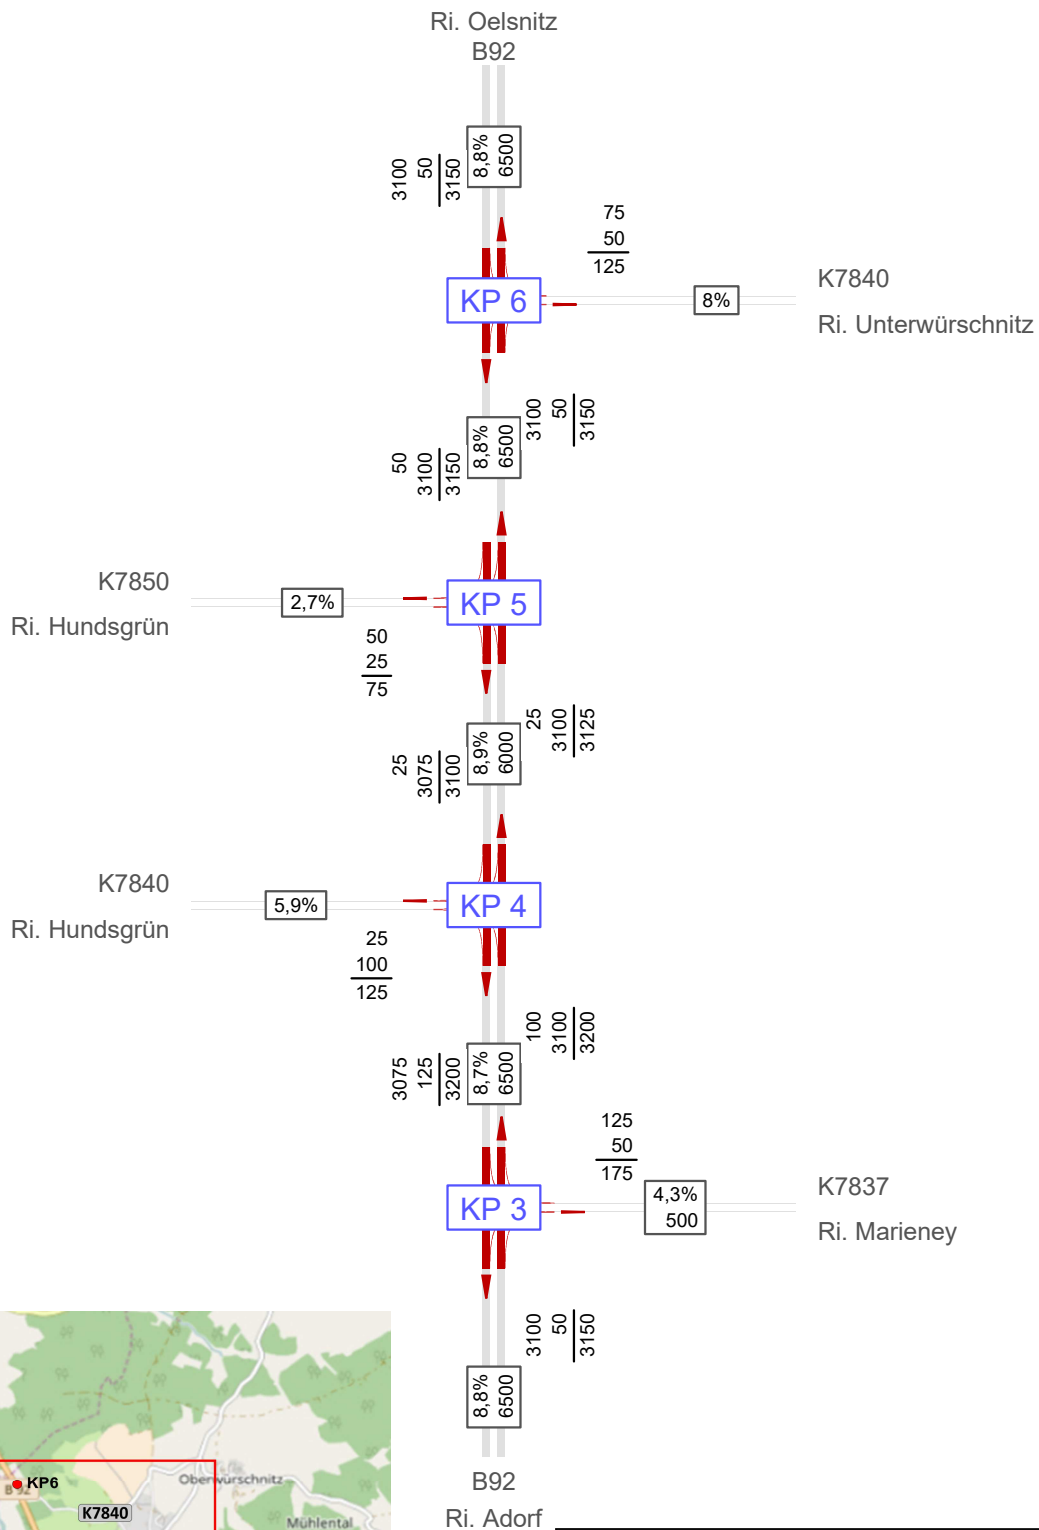 Ri. Oelsnitz
B92
8,8%
6500
3100
50
3150
75
50
125
KP 6
8%
K7840
Ri. Unterwürschnitz
3100
50
3150
8,8%
6500
50
3100
3150
K7850
Ri. Hundsgrün
2,7%
KP 5
50
25
75
25
3100
3125
8,9%
6000
25
3075
3100
K7840
Ri. Hundsgrün
5,9%
KP 4
25
100
125
100
3100
3200
8,7%
6500
3075
125
3200
125
50
175
KP 3
4,3%
500
K7837
Ri. Marieney
3100
50
3150
8,8%
6500
B92
Ri. Adorf
KP6
Oberwürschnitz
K7840
Mühlental